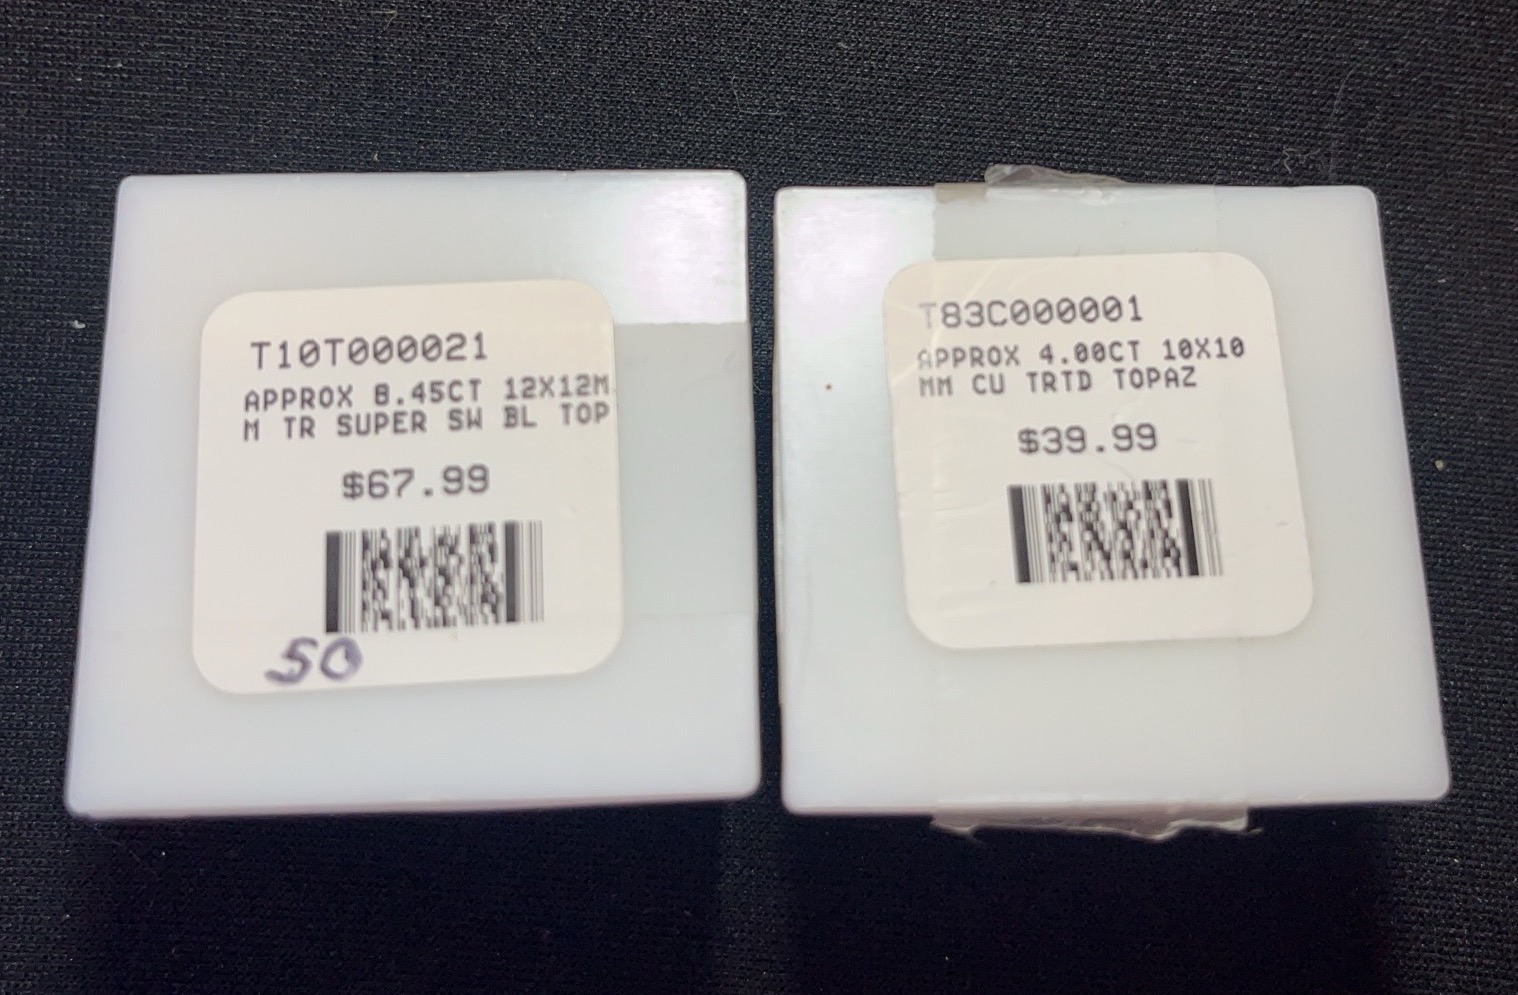 T10T000021
APPROX 8.45CT 12X12M
M TR SUPER SW BL TOP
$67.99
50
T83C000001
APPROX 4.00CT 10X10
MM CU TRTD TOPAZ
$39.99